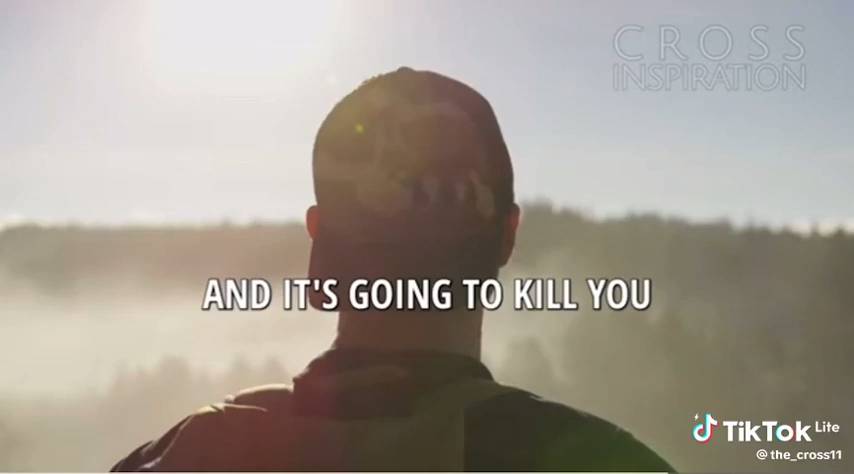 CROSS
INSPIRATION
AND IT'S GOING TO KILL YOU
TikTok Lite
@the_cross11